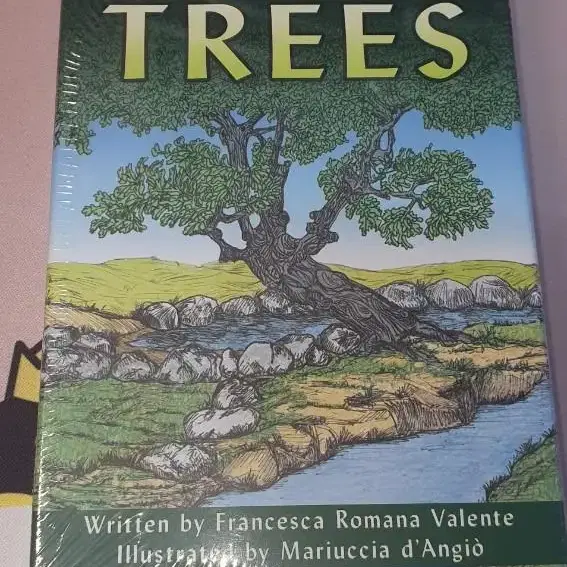 TREES
Written by Francesca Romana Valente
Illustrated by Mariuccia d'Angiò